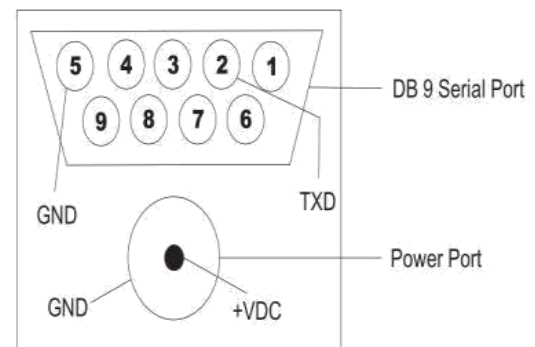 5 4 3 2 1
DB 9 Serial Port
9 8 7 6
TXD
GND
Power Port
GND
+VDC